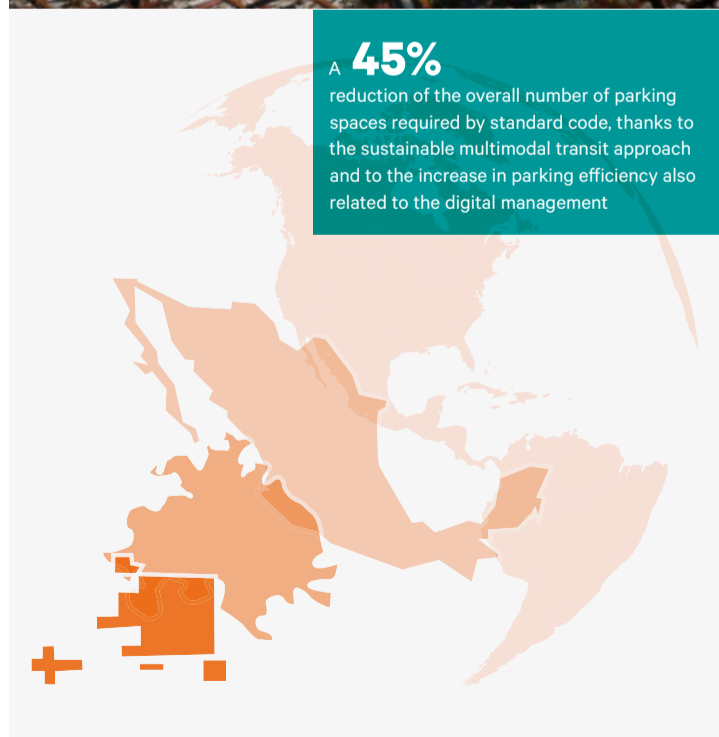 A 45%
reduction of the overall number of parking
spaces required by standard code, thanks to
the sustainable multimodal transit approach
and to the increase in parking efficiency also
related to the digital management